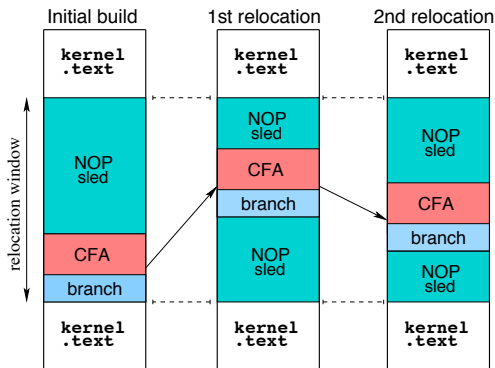 Initial build
1st relocation
2nd relocation
kernel
.text
kernel
.text
kernel
.text
relocation window
NOP
sled
CFA
branch
NOP
sled
CFA
branch
NOP
sled
NOP
sled
CFA
branch
NOP
sled
kernel
.text
kernel
.text
kernel
.text